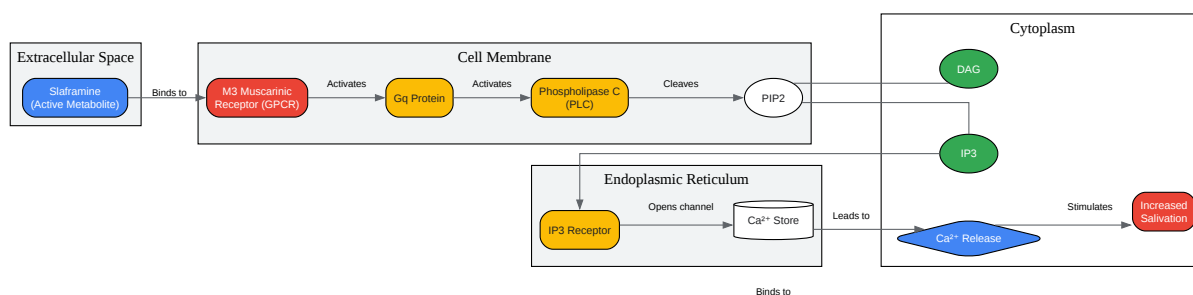 Cytoplasm
Extracellular Space
Cell Membrane
DAG
Slaframine
(Active Metabolite)
Binds to
M3 Muscarinic
Receptor (GPCR)
Activates
Gq Protein
Activates
Phospholipase C
(PLC)
Cleaves
PIP2
IP3
Endoplasmic Reticulum
IP3 Receptor
Opens channel
Ca²⁺ Store
Leads to
Ca²⁺ Release
Stimulates
Increased
Salivation
Binds to